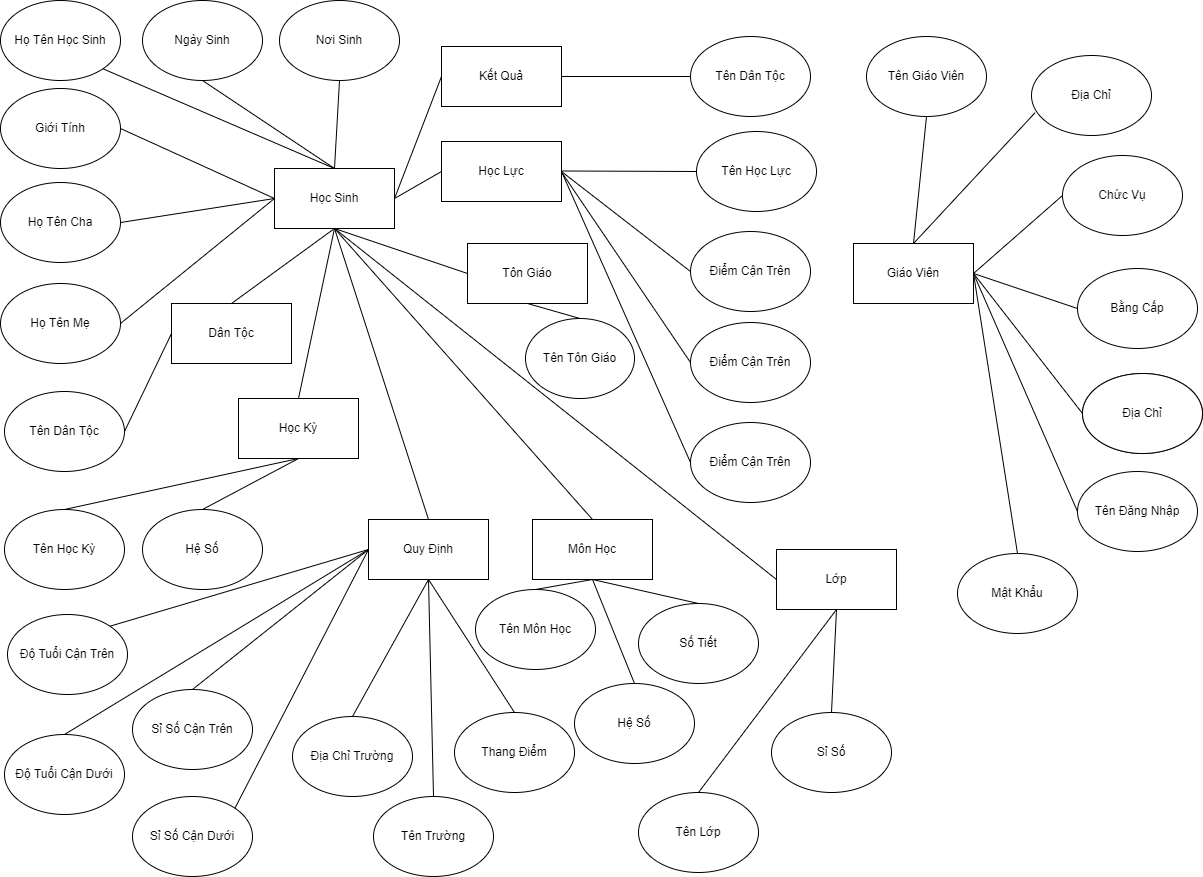 Họ Tên Học Sinh
Ngày Sinh
Nơi Sinh
Kết Quả
Tên Dân Tộc
Tên Giáo Viên
Địa Chỉ
Giới Tính
Học Lực
Tên Học Lực
Học Sinh
Chức Vụ
Họ Tên Cha
Tôn Giáo
Điểm Cận Trên
Giáo Viên
Bằng Cấp
Họ Tên Mẹ
Dân Tộc
Tên Tôn Giáo
Điểm Cận Trên
Địa Chỉ
Tên Dân Tộc
Học Kỳ
Điểm Cận Trên
Tên Đăng Nhập
Tên Học Kỳ
Hệ Số
Quy Định
Môn Học
Lớp
Mật Khẩu
Tên Môn Học
Số Tiết
Độ Tuổi Cận Trên
Sỉ Số Cận Trên
Địa Chỉ Trường
Thang Điểm
Hệ Số
Sỉ Số
Độ Tuổi Cận Dưới
Sỉ Số Cận Dưới
Tên Trường
Tên Lớp